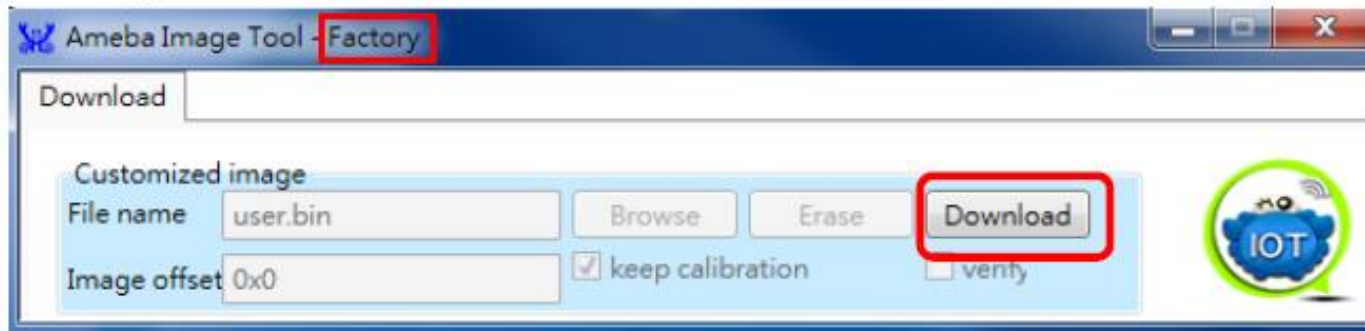 Ameba Image Tool - Factory
Download
Customized image
File name user.bin Browse Erase Download
Image offset 0x0 keep calibration verify
IOT